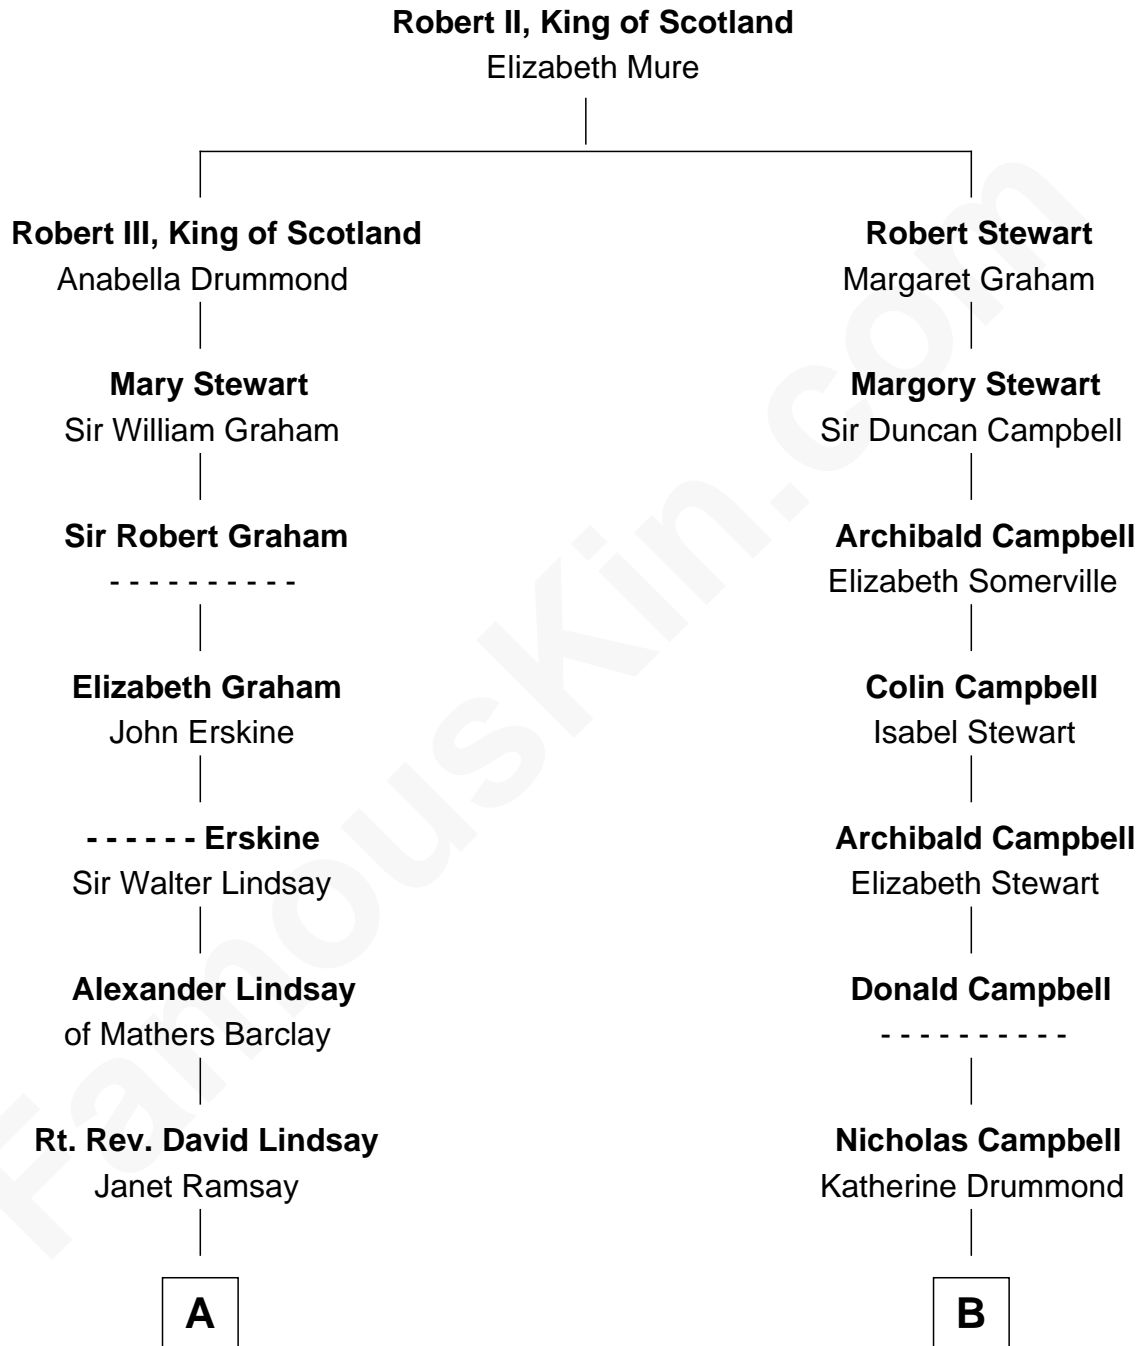 Robert II, King of Scotland
Elizabeth Mure
Robert III, King of Scotland
Anabella Drummond
Robert Stewart
Margaret Graham
Mary Stewart
Sir William Graham
Margory Stewart
Sir Duncan Campbell
Sir Robert Graham
- - - - - - - - - -
Archibald Campbell
Elizabeth Somerville
Elizabeth Graham
John Erskine
Colin Campbell
Isabel Stewart
- - - - - - Erskine
Sir Walter Lindsay
Archibald Campbell
Elizabeth Stewart
Alexander Lindsay
of Mathers Barclay
Donald Campbell
- - - - - - - - - -
Rt. Rev. David Lindsay
Janet Ramsay
Nicholas Campbell
Katherine Drummond
A
B
FamousKin.com